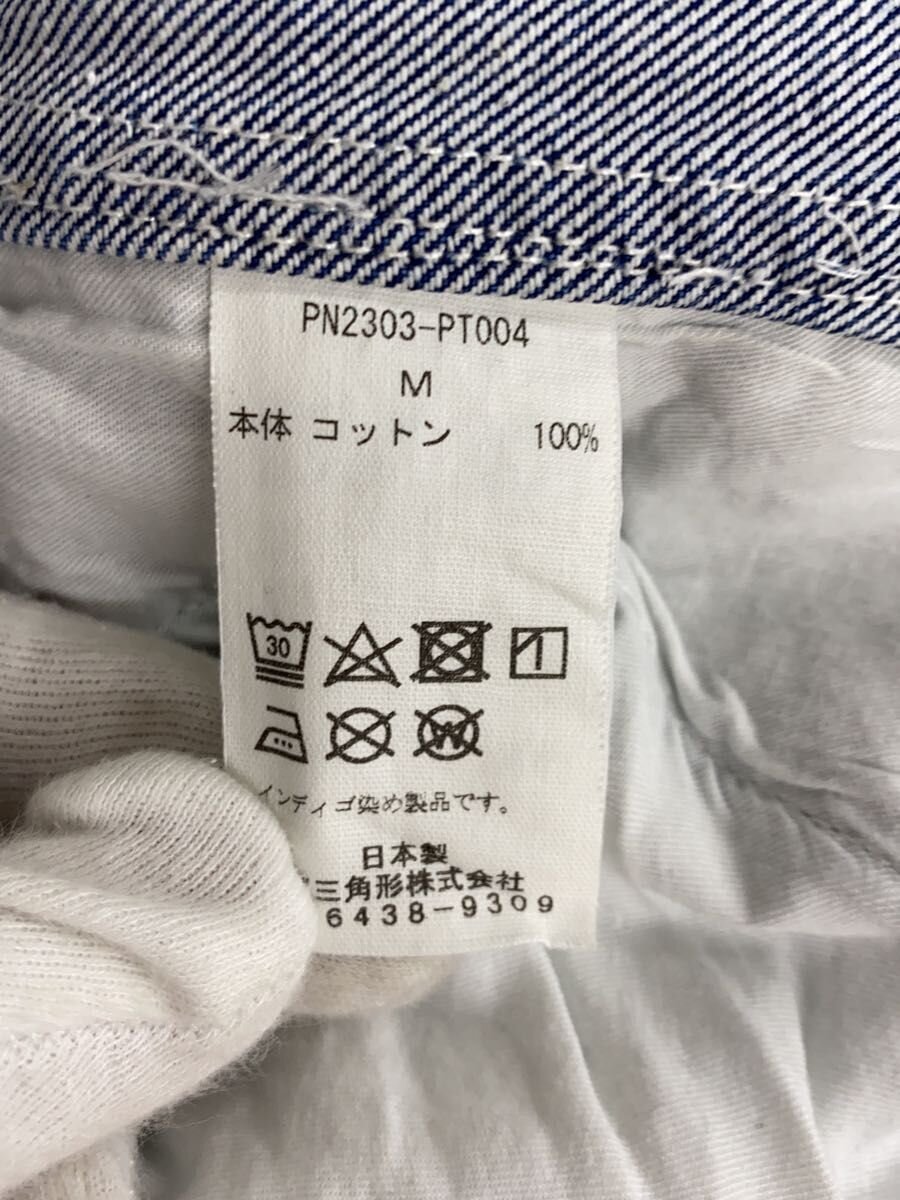 PN2303-PT004
M
本体 コットン 100%
30
W
インディゴ染め製品です。
日本製
三角形株式会社
6438-9309